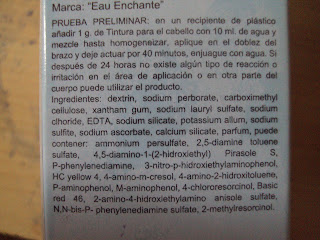 Marca: "Eau Enchante"
PRUEBA PRELIMINAR: en un recipiente de plástico
añadir 1 g. de Tintura para el cabello con 10 ml. de agua y
mezcle hasta homogeneizar, aplique en el doblez del
brazo y deje actuar por 40 minutos, enjuague con agua. Si
después de 24 horas no existe algún tipo de reacción o
irritación en el área de aplicación o en otra parte del
cuerpo puede utilizar el producto.
Ingredientes: dextrin, sodium perborate, carboximethyl
cellulose, xantham gum, sodium lauryl sulfate, sodium
clhoride, EDTA, sodium silicate, potassium allum, sodium
sulfite, sodium ascorbate, calcium silicate, parfum, puede
contener: ammonium persulfate, 2,5-diamine toluene
sulfate, 4,5-diamino-1-(2-hidroxiethyl) Pirasole S,
P-phenylenediamine, 3-nitro-p-hidroxyethylaminophenol,
HC yellow 4, 4-amino-m-cresol, 4-amino-2-hidroxitoluene,
P-aminophenol, M-aminophenol, 4-chlororesorcinol, Basic
red 46, 2-amino-4-hidroxiethylamino anisole sulfate,
N,N-bis-P- phenylenediamine sulfate, 2-methylresorcinol.